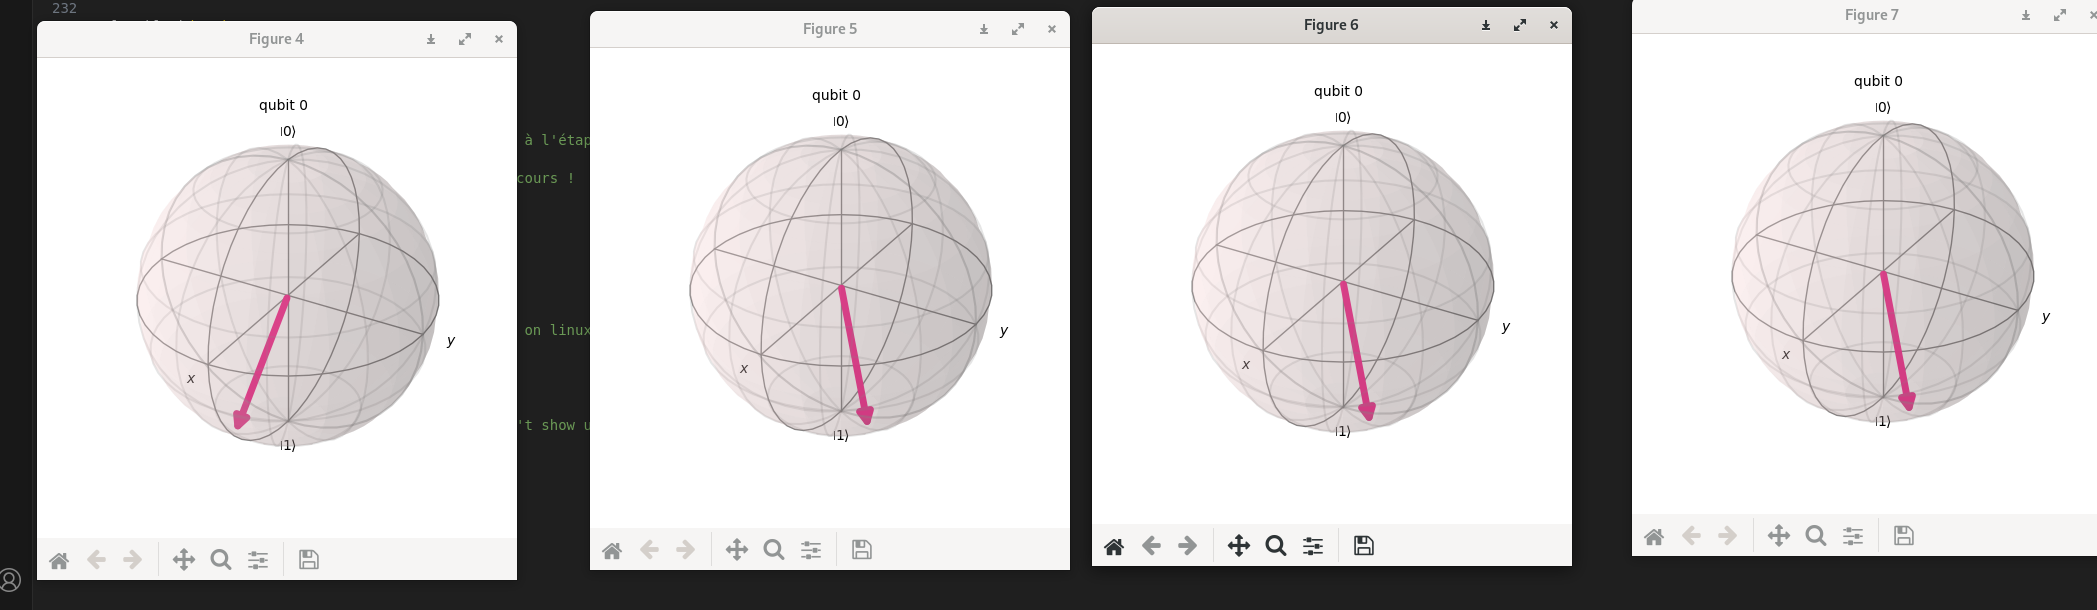 232
Figure 4
qubit 0
|0⟩
x
y
|1⟩
à l'étap
cours !
on linux
't show u
Figure 5
qubit 0
|0⟩
x
y
|1⟩
Figure 6
qubit 0
|0⟩
x
y
|1⟩
Figure 7
qubit 0
|0⟩
x
y
|1⟩